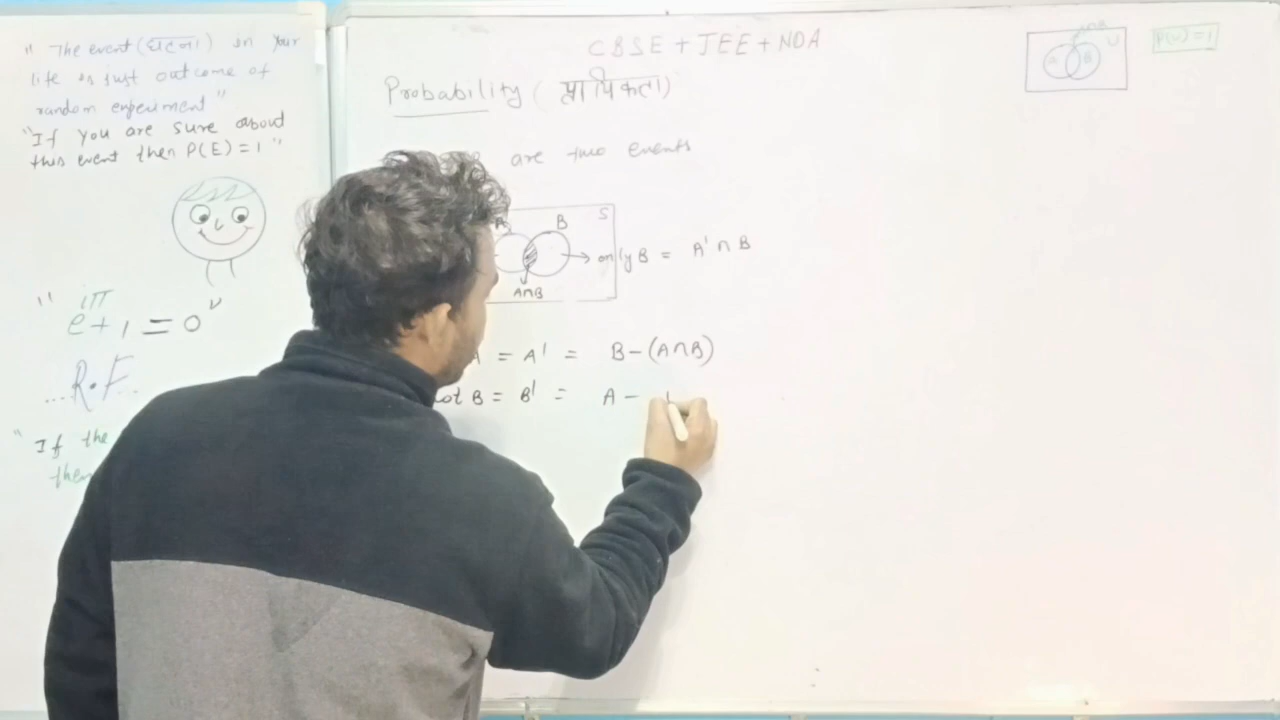 " The event (घटना) in your
life is just outcome of
random experiment "
"If you are sure about
this event then P(E) = 1 "
" e^iπ + 1 = 0 "
...R.F...
" If the
then
CBSE + JEE + NDA
Probability ( प्रायिकता)
B are two events
A B S
→ only B = A' ∩ B
A∩B
A = A' = B - (A∩B)
not B = B' = A -
A B U
P(U) = 1